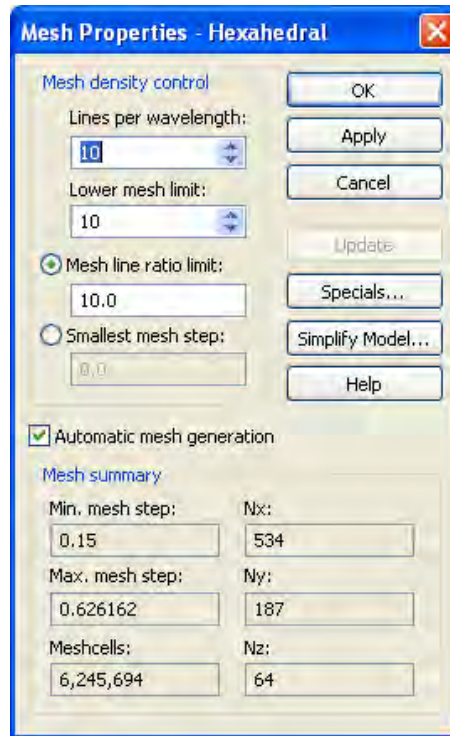 Mesh Properties - Hexahedral
Mesh density control
Lines per wavelength:
10
Lower mesh limit:
10
Mesh line ratio limit:
10.0
Smallest mesh step:
0.0
OK
Apply
Cancel
Update
Specials...
Simplify Model...
Help
Automatic mesh generation
Mesh summary
Min. mesh step: Nx:
0.15 534
Max. mesh step: Ny:
0.626162 187
Meshcells: Nz:
6,245,694 64